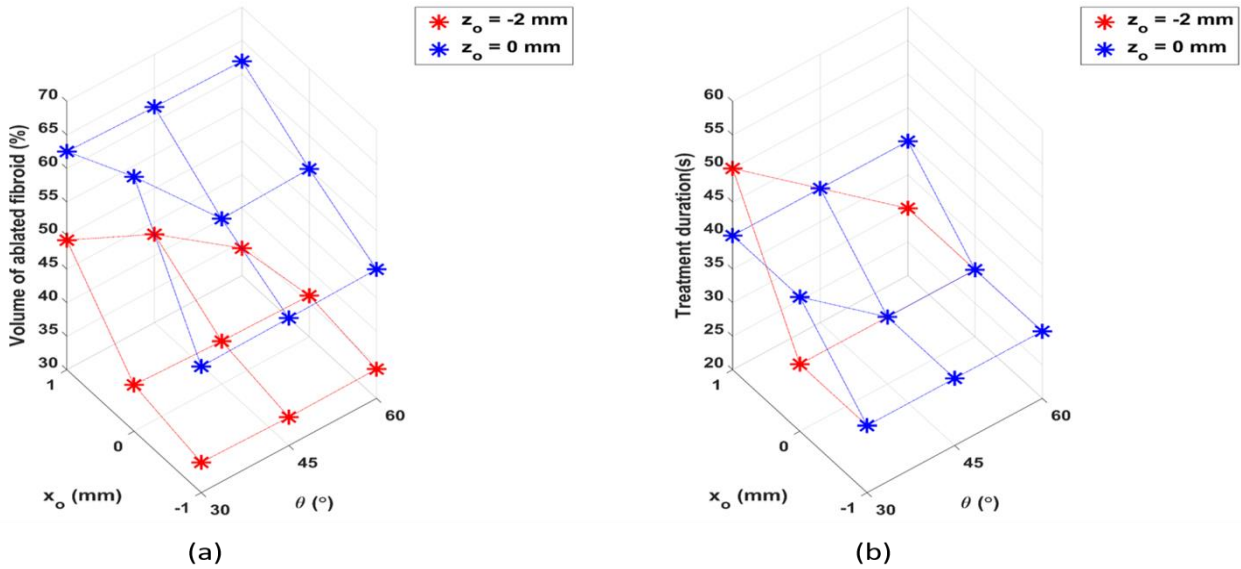 z_o = -2 mm
z_o = 0 mm
Volume of ablated fibroid (%)
70
65
60
55
50
45
40
35
30
1
0
-1
x_o (mm)
30
45
60
θ (°)
(a)
z_o = -2 mm
z_o = 0 mm
Treatment duration(s)
60
55
50
45
40
35
30
25
20
1
0
-1
x_o (mm)
30
45
60
θ (°)
(b)